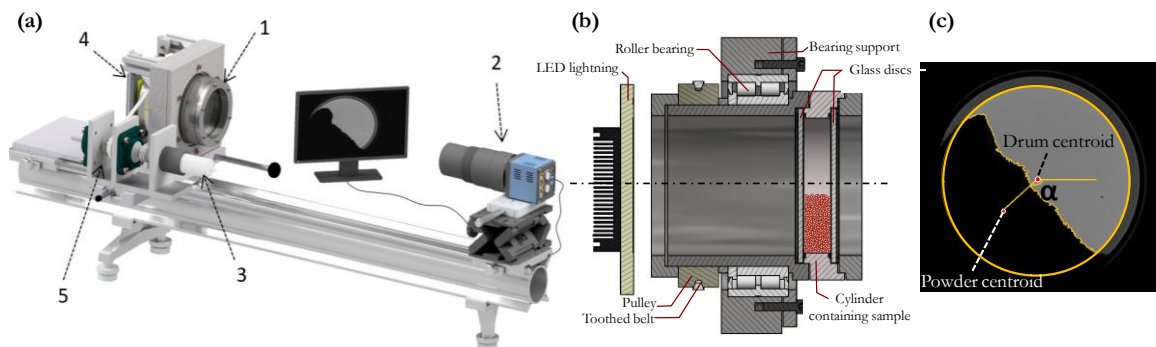 (a)
4
1
2
3
5
(b)
Roller bearing
Bearing support
LED lightning
Glass discs
Pulley
Toothed belt
Cylinder
containing sample
(c)
Drum centroid
α
Powder centroid